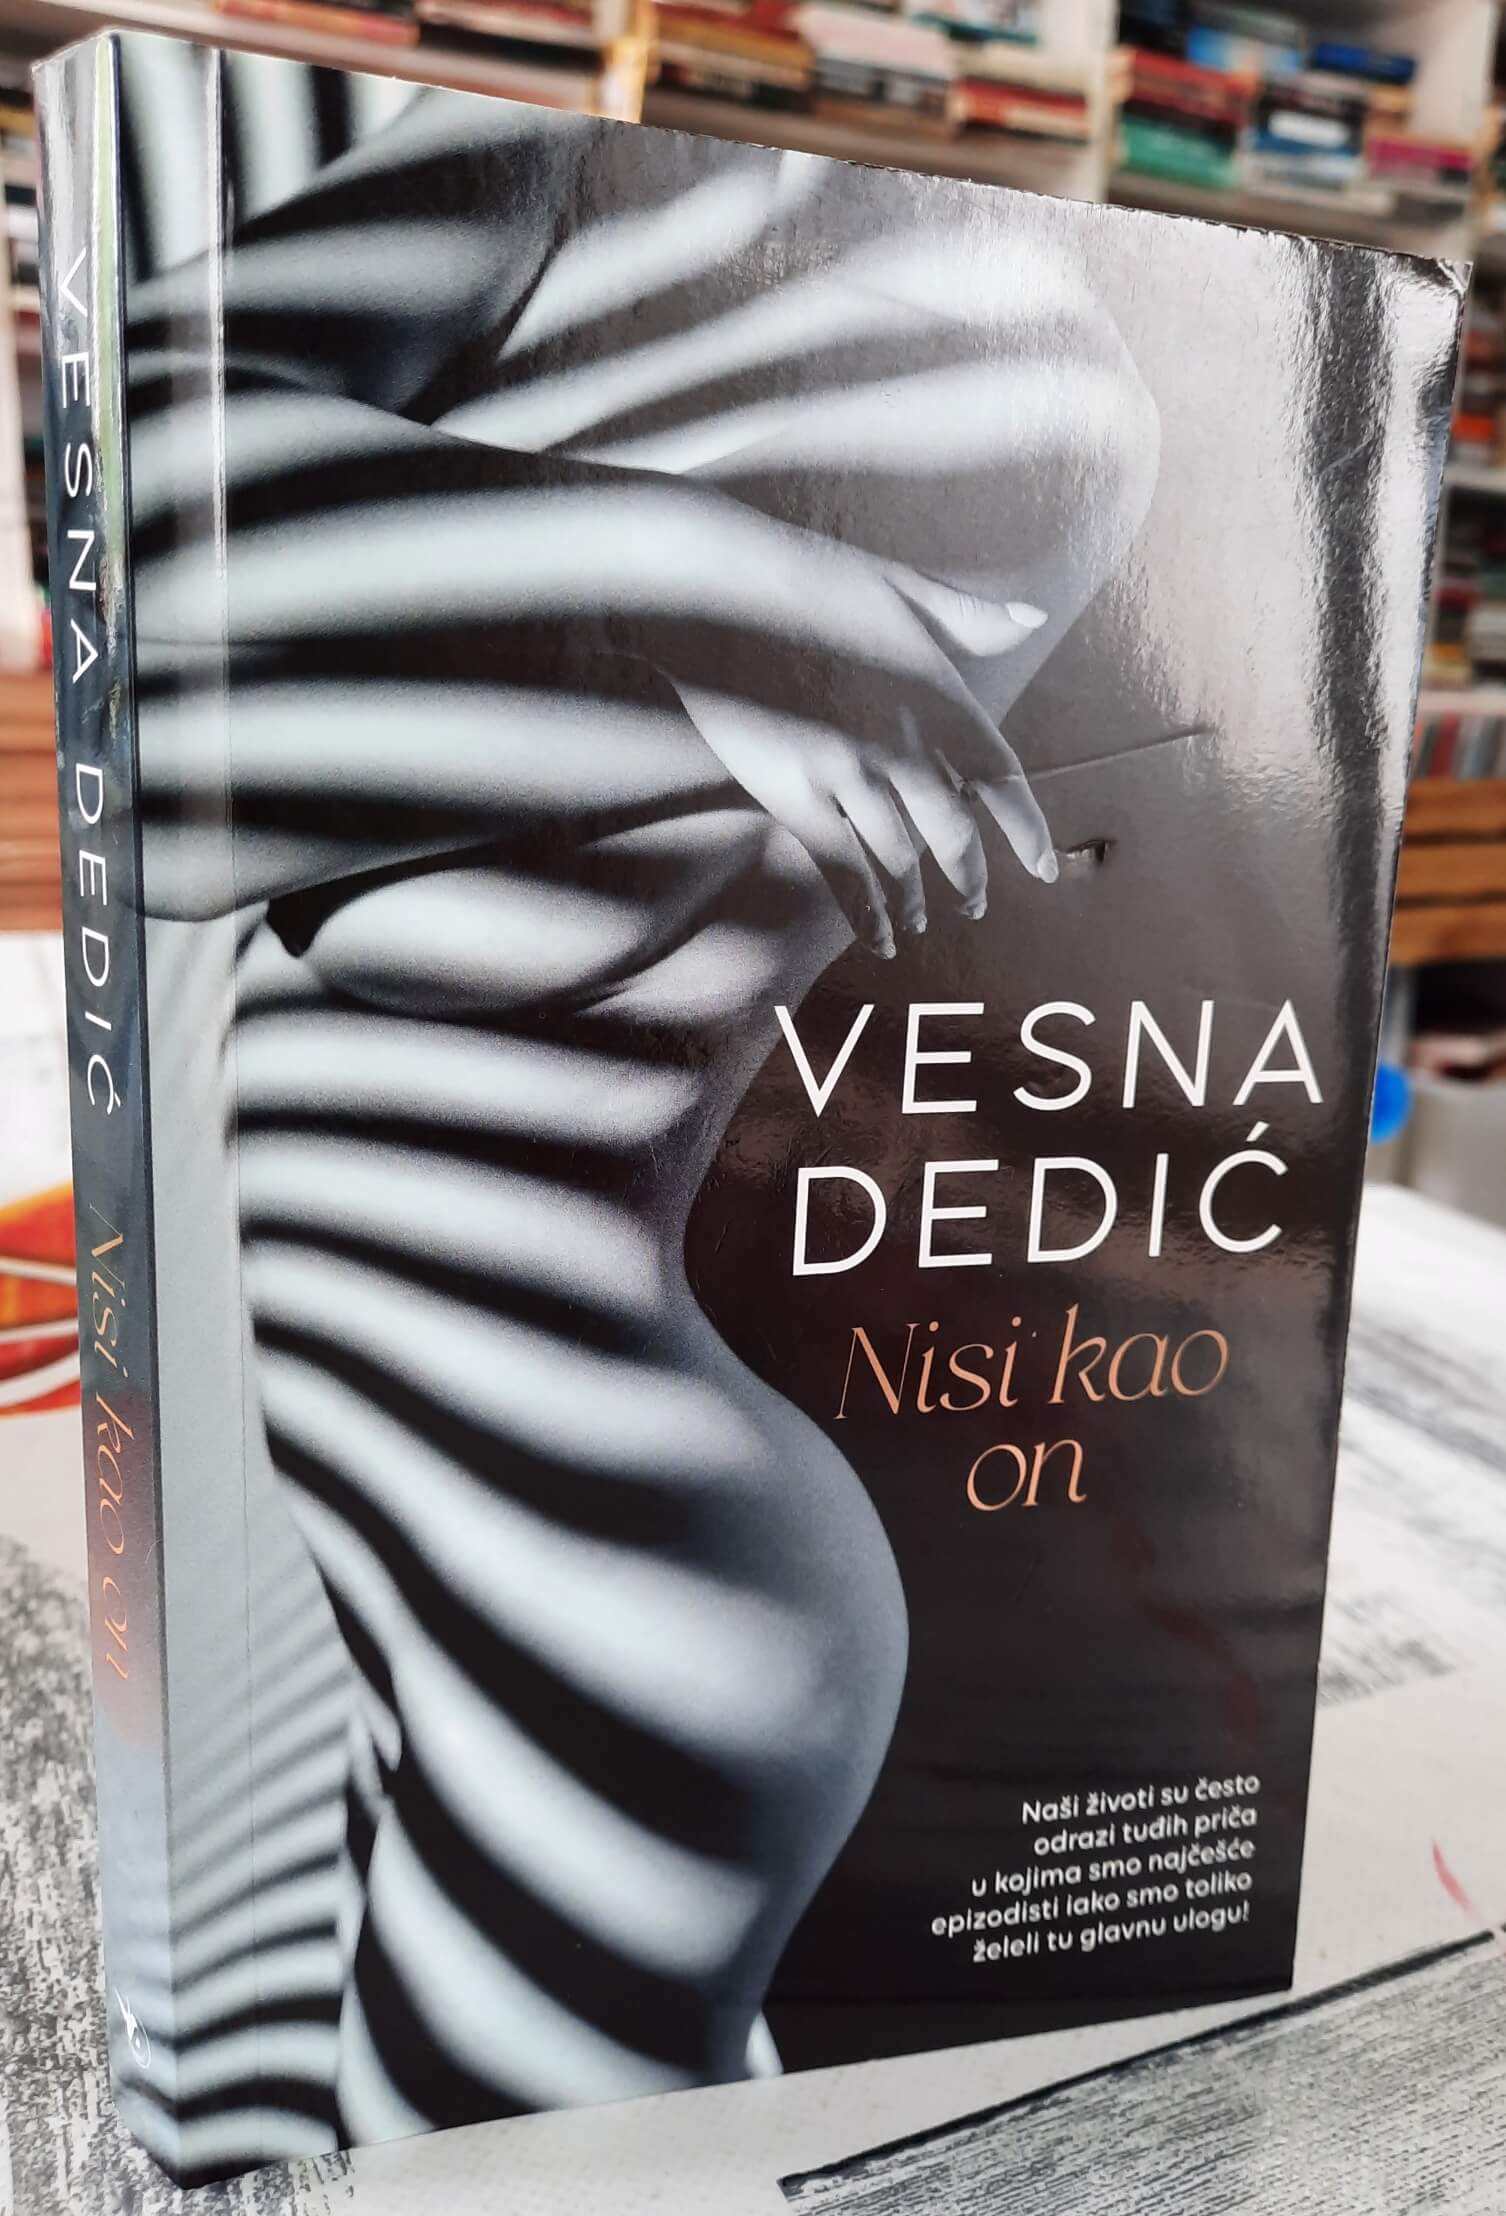 VESNA DEDIĆ Nisi kao on
VESNA
DEDIĆ
Nisi kao
on
Naši životi su često
odrazi tuđih priča
u kojima smo najčešće
epizodisti iako smo toliko
želeli tu glavnu ulogu!